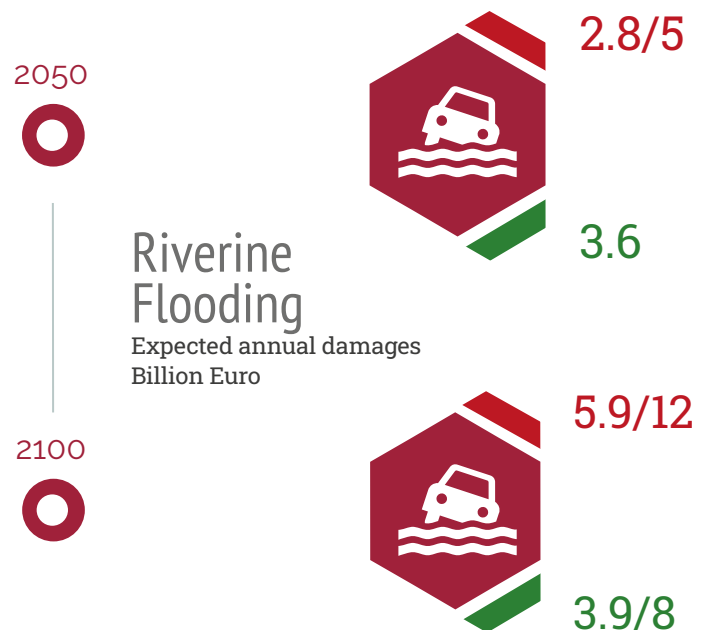 2050
2.8/5
3.6
Riverine
Flooding
Expected annual damages
Billion Euro
2100
5.9/12
3.9/8